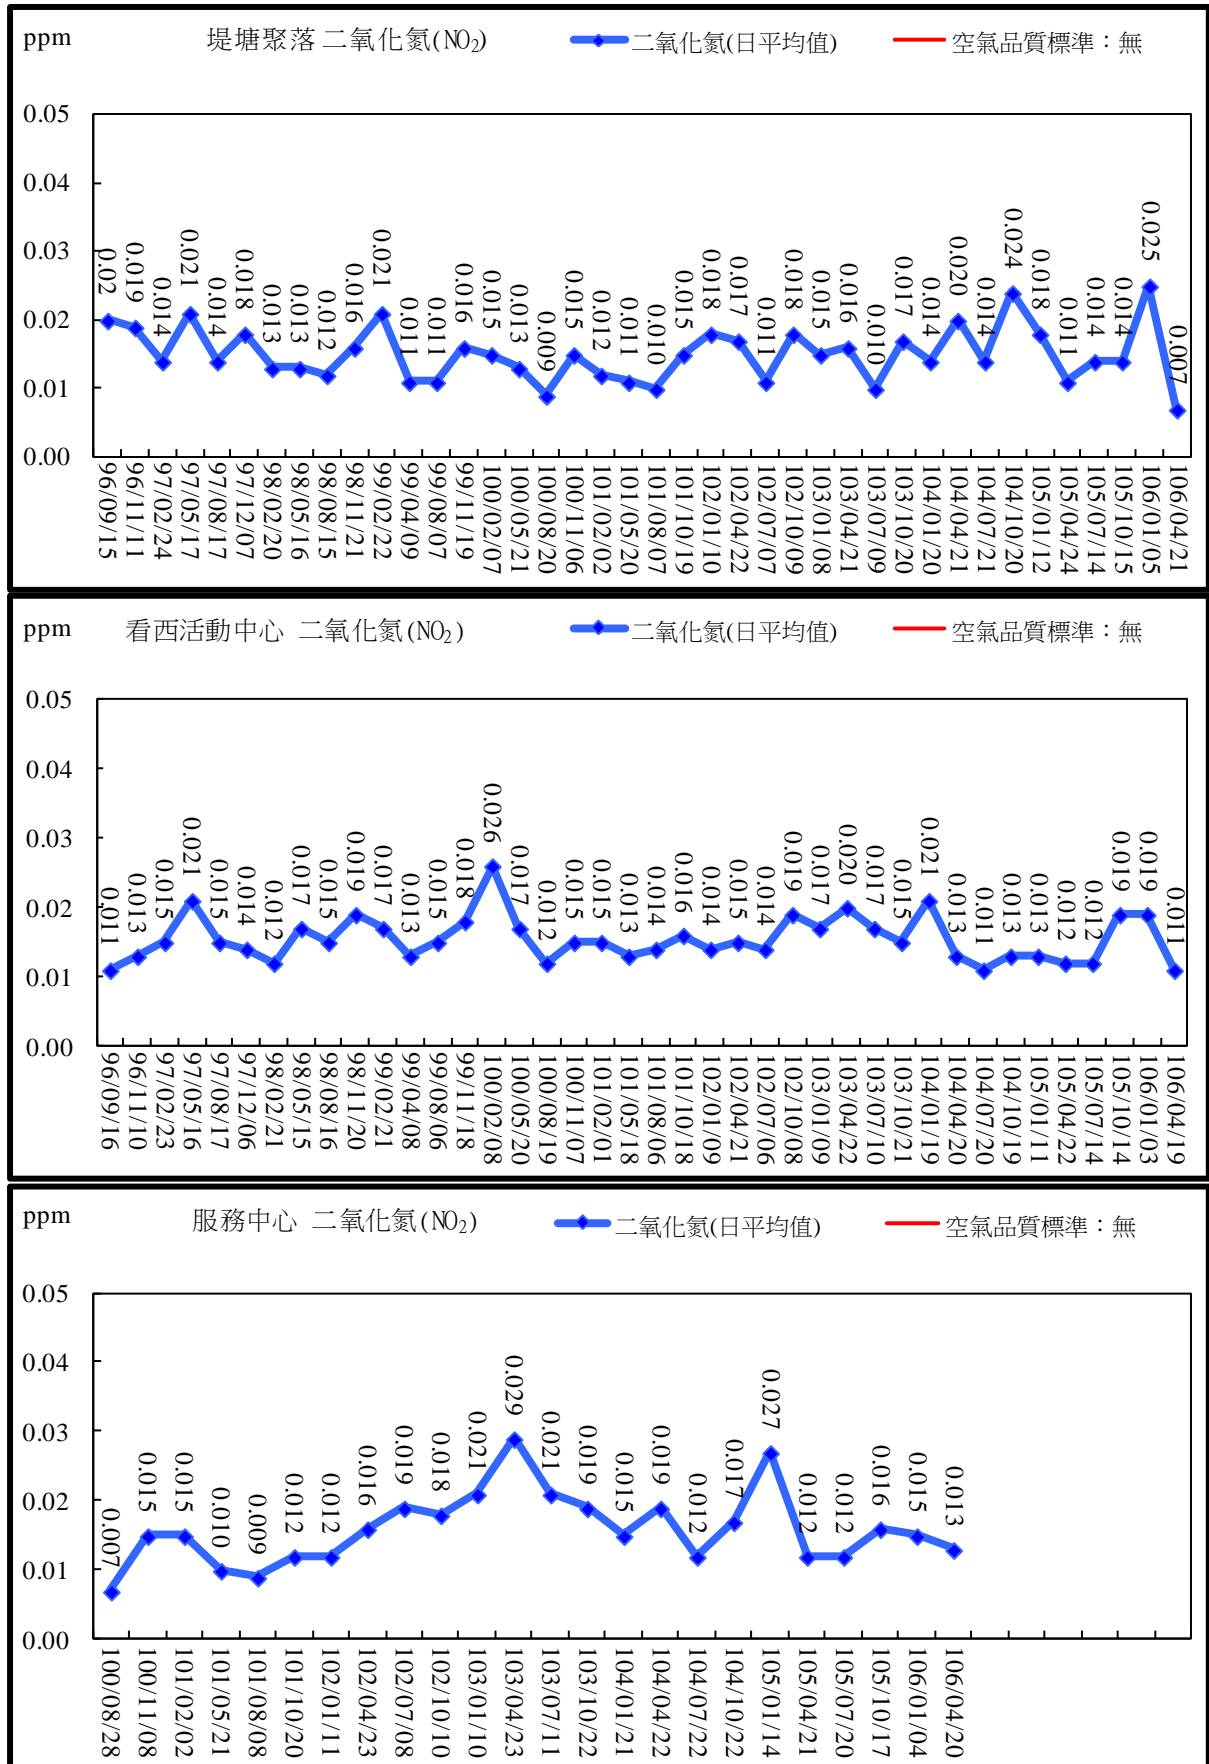 ppm 堤塘聚落 二氧化氮(NO2) 二氧化氮(日平均值) 空氣品質標準：無
0.05
0.04
0.03
0.02
0.01
0.00
0.02 0.019 0.014 0.021 0.014 0.018 0.013 0.013 0.012 0.016 0.021 0.011 0.011 0.016 0.015 0.013 0.009 0.015 0.012 0.011 0.010 0.015 0.018 0.017 0.011 0.018 0.015 0.016 0.010 0.017 0.014 0.020 0.014 0.024 0.018 0.011 0.014 0.014 0.025 0.007
96/09/15 96/11/11 97/02/24 97/05/17 97/08/17 97/12/07 98/02/20 98/05/16 98/08/15 98/11/21 99/02/22 99/04/09 99/08/07 99/11/19 100/02/07 100/05/21 100/08/20 100/11/06 101/02/02 101/05/20 101/08/07 101/10/19 102/01/10 102/04/22 102/07/07 102/10/09 103/01/08 103/04/21 103/07/09 103/10/20 104/01/20 104/04/21 104/07/21 104/10/20 105/01/12 105/04/24 105/07/14 105/10/15 106/01/05 106/04/21
ppm 看西活動中心 二氧化氮(NO2) 二氧化氮(日平均值) 空氣品質標準：無
0.05
0.04
0.03
0.02
0.01
0.00
0.011 0.013 0.015 0.021 0.015 0.014 0.012 0.017 0.015 0.019 0.017 0.013 0.015 0.018 0.026 0.017 0.012 0.015 0.015 0.013 0.014 0.016 0.014 0.015 0.014 0.019 0.017 0.020 0.017 0.015 0.021 0.013 0.011 0.013 0.013 0.012 0.012 0.019 0.019 0.011
96/09/16 96/11/10 97/02/23 97/05/16 97/08/17 97/12/06 98/02/21 98/05/15 98/08/16 98/11/20 99/02/21 99/04/08 99/08/06 99/11/18 100/02/08 100/05/20 100/08/19 100/11/07 101/02/01 101/05/18 101/08/06 101/10/18 102/01/09 102/04/21 102/07/06 102/10/08 103/01/09 103/04/22 103/07/10 103/10/21 104/01/19 104/04/20 104/07/20 104/10/19 105/01/11 105/04/22 105/07/14 105/10/14 106/01/03 106/04/19
ppm 服務中心 二氧化氮(NO2) 二氧化氮(日平均值) 空氣品質標準：無
0.05
0.04
0.03
0.02
0.01
0.00
0.007 0.015 0.015 0.010 0.009 0.012 0.012 0.016 0.019 0.018 0.021 0.029 0.021 0.019 0.015 0.019 0.012 0.017 0.027 0.012 0.012 0.016 0.015 0.013
100/08/28 100/11/08 101/02/02 101/05/21 101/08/08 101/10/20 102/01/11 102/04/23 102/07/08 102/10/10 103/01/10 103/04/23 103/07/11 103/10/22 104/01/21 104/04/22 104/07/22 104/10/22 105/01/14 105/04/21 105/07/20 105/10/17 106/01/04 106/04/20